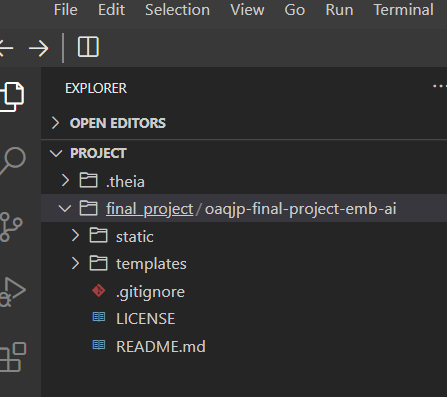 File Edit Selection View Go Run Terminal
EXPLORER
OPEN EDITORS
PROJECT
.theia
final_project/oaqjp-final-project-emb-ai
static
templates
.gitignore
LICENSE
README.md